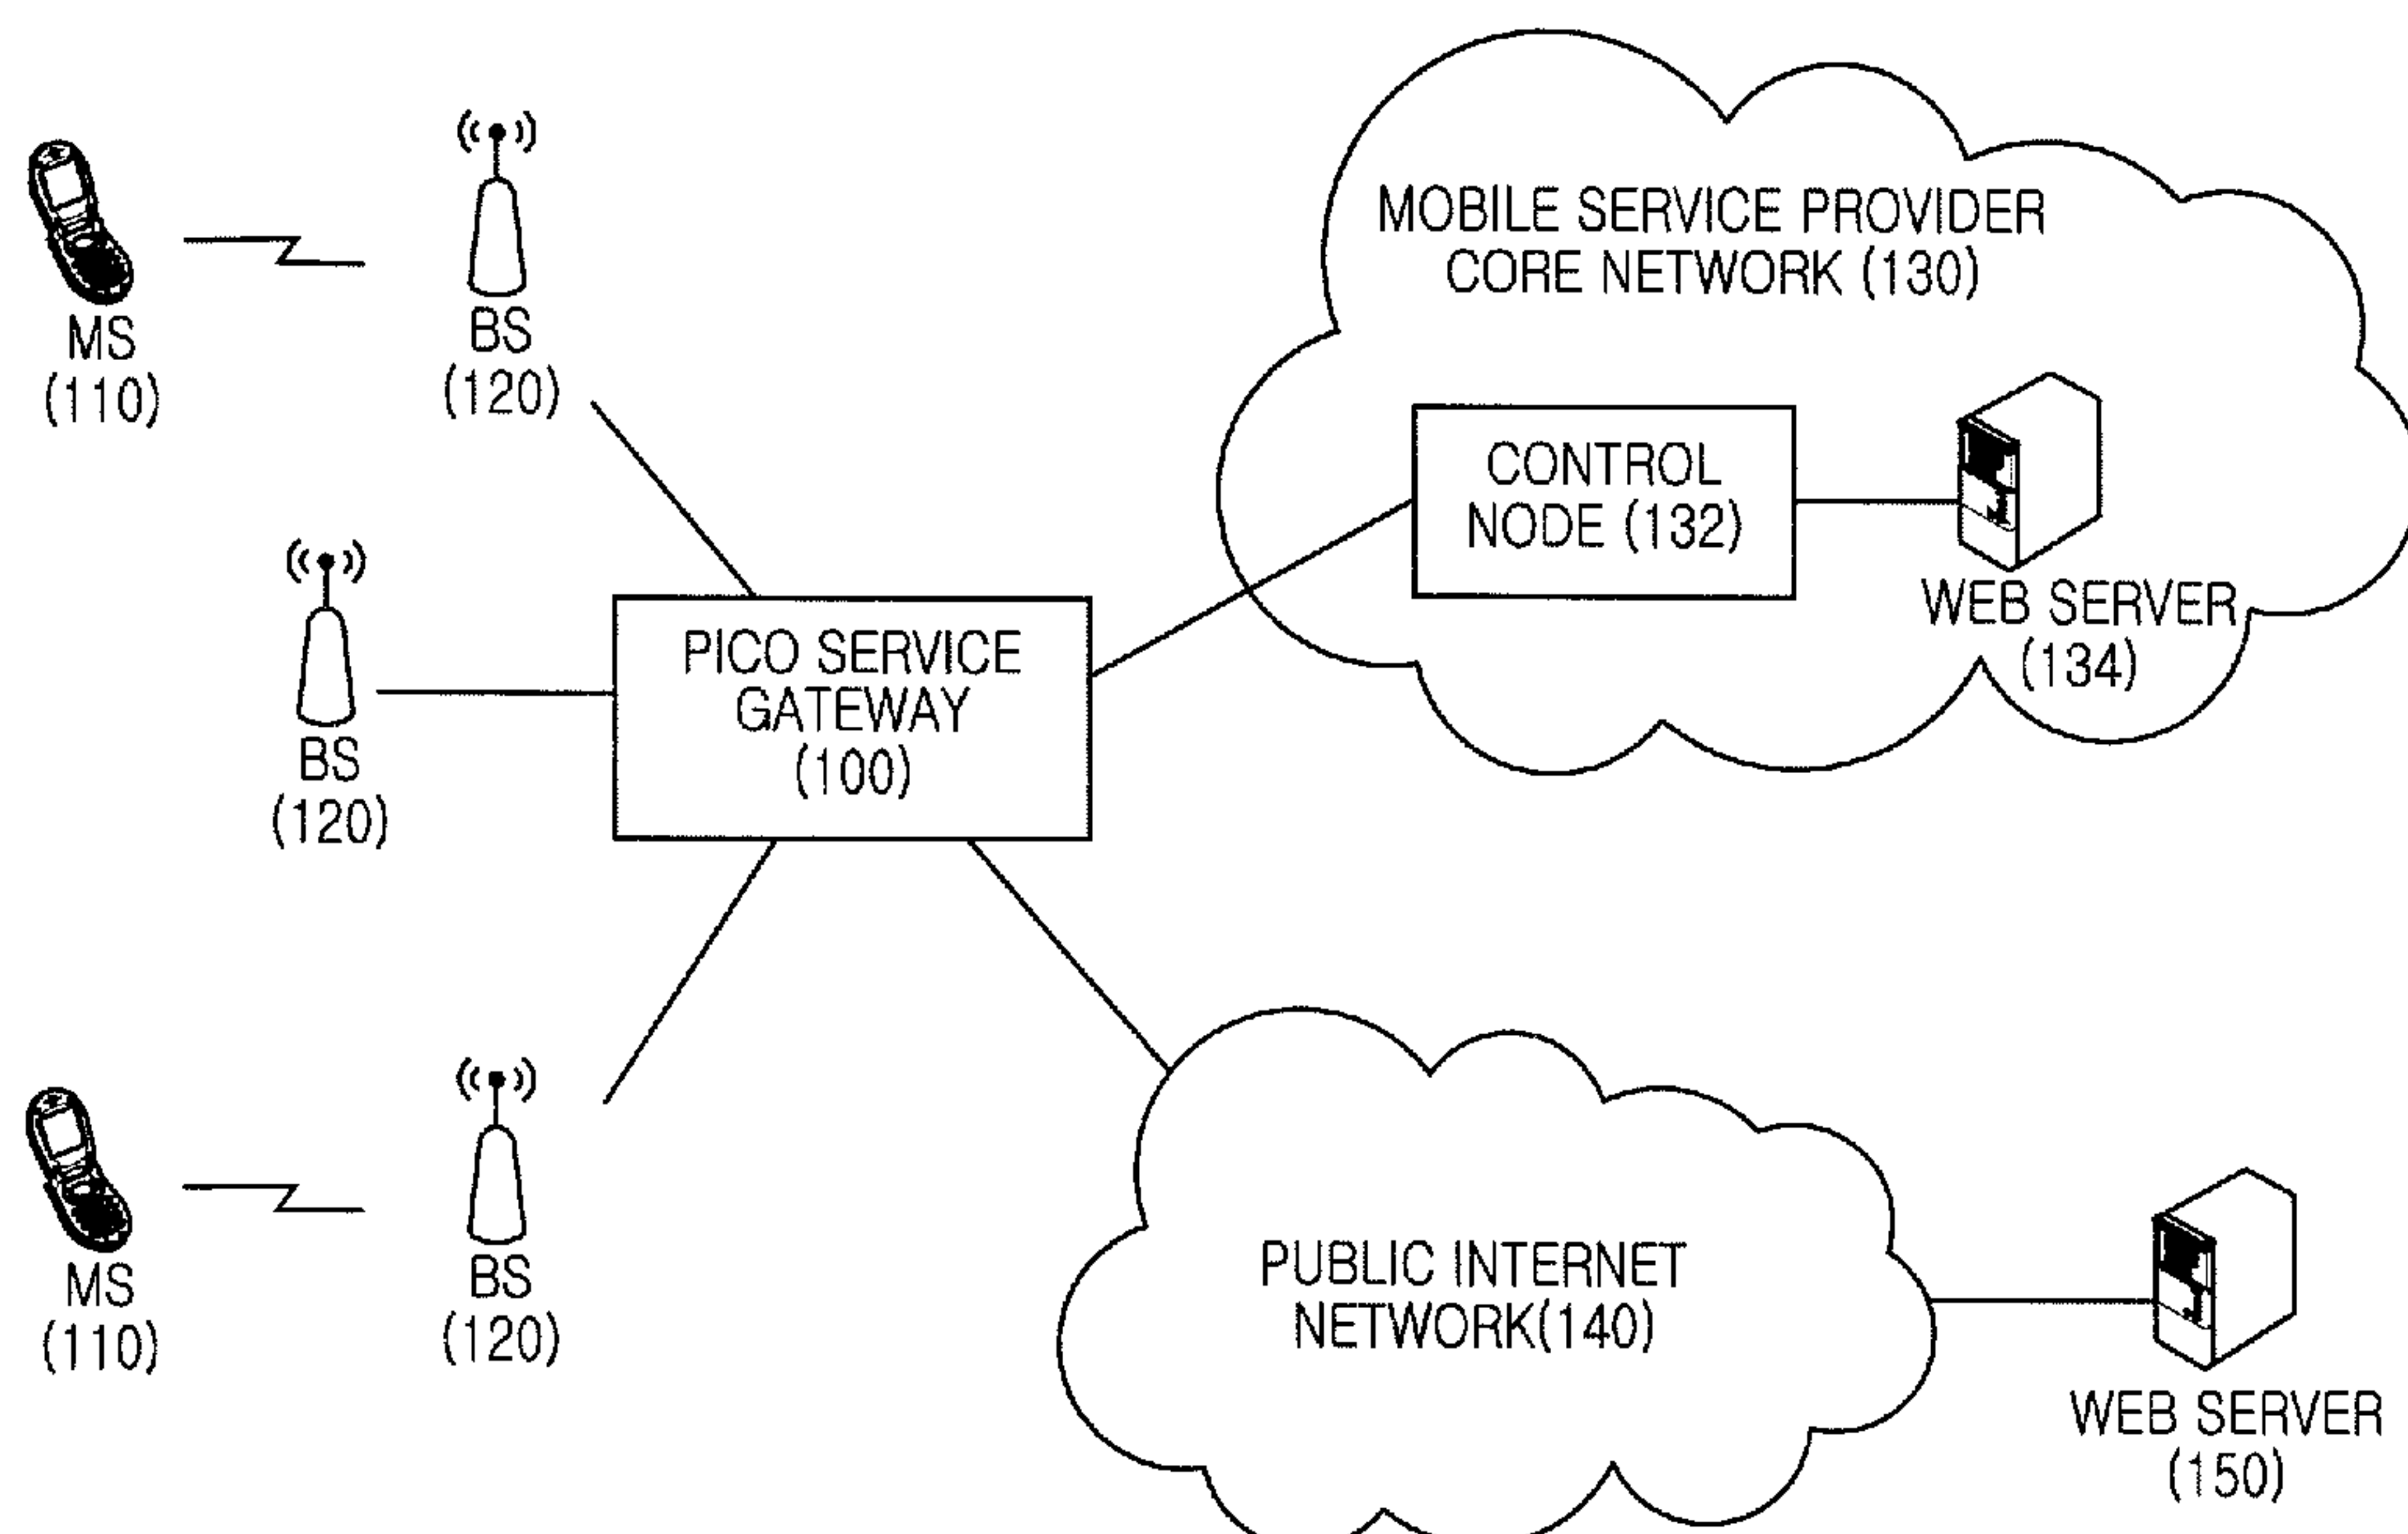 MS
(110)
BS
(120)
MOBILE SERVICE PROVIDER
CORE NETWORK (130)
CONTROL
NODE (132)
WEB SERVER
(134)
BS
(120)
PICO SERVICE
GATEWAY
(100)
MS
(110)
BS
(120)
PUBLIC INTERNET
NETWORK(140)
WEB SERVER
(150)